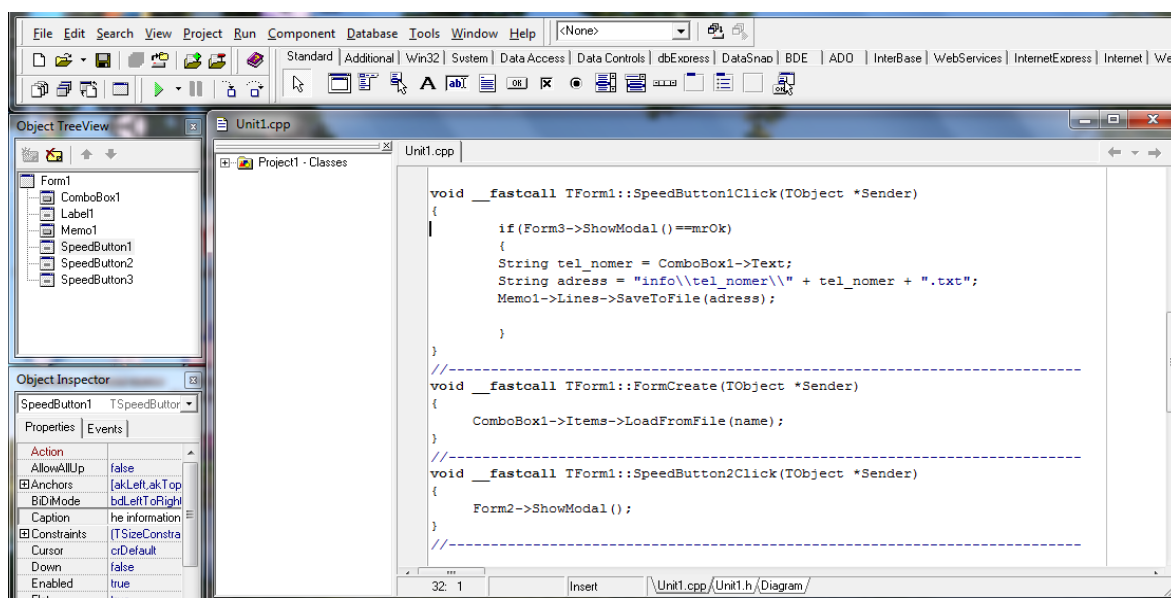 File Edit Search View Project Run Component Database Tools Window Help <None>
Standard Additional Win32 System Data Access Data Controls dbExpress DataSnap BDE ADO InterBase WebServices InternetExpress Internet We
Object TreeView
Form1
ComboBox1
Label1
Memo1
SpeedButton1
SpeedButton2
SpeedButton3
Object Inspector
SpeedButton1 TSpeedButtor
Properties Events
Action
AllowAllUp false
Anchors [akLeft,akTop
BiDiMode bdLeftToRight
Caption he information
Constraints (TSizeConstra
Cursor crDefault
Down false
Enabled true
Unit1.cpp
Project1 - Classes
Unit1.cpp
void __fastcall TForm1::SpeedButton1Click(TObject *Sender)
{
if(Form3->ShowModal()==mrOk)
{
String tel_nomer = ComboBox1->Text;
String adress = "info\\tel_nomer\\" + tel_nomer + ".txt";
Memo1->Lines->SaveToFile(adress);
}
}
//---------------------------------------------------------------------------
void __fastcall TForm1::FormCreate(TObject *Sender)
{
ComboBox1->Items->LoadFromFile(name);
}
//---------------------------------------------------------------------------
void __fastcall TForm1::SpeedButton2Click(TObject *Sender)
{
Form2->ShowModal();
}
//---------------------------------------------------------------------------
32: 1 Insert Unit1.cpp Unit1.h Diagram